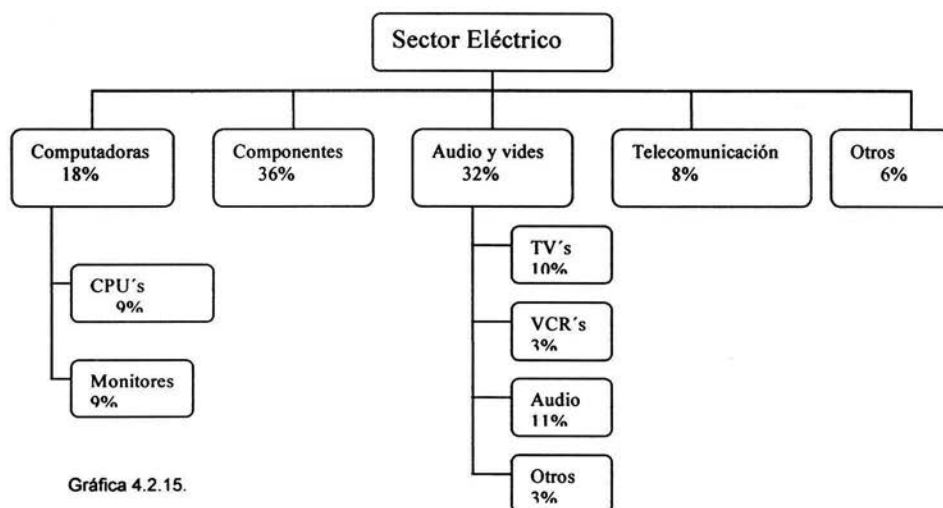 Sector Eléctrico
Computadoras
18%
Componentes
36%
Audio y vides
32%
Telecomunicación
8%
Otros
6%
CPU´s
9%
Monitores
9%
TV´s
10%
VCR´s
3%
Audio
11%
Otros
3%
Gráfica 4.2.15.